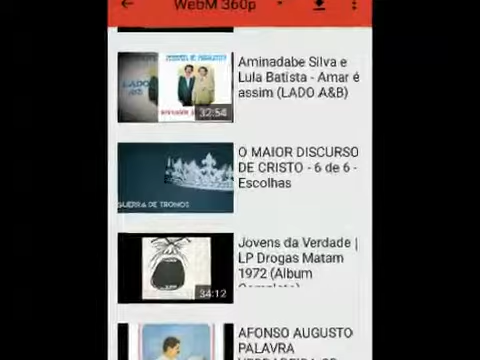 WebM 360p
Aminadabe Silva e
Lula Batista - Amar é
assim (LADO A&B)
LADO
32:54
O MAIOR DISCURSO
DE CRISTO - 6 de 6 -
Escolhas
GUERRA DE TRONOS
Jovens da Verdade |
LP Drogas Matam
1972 (Album
34:12
AFONSO AUGUSTO
PALAVRA